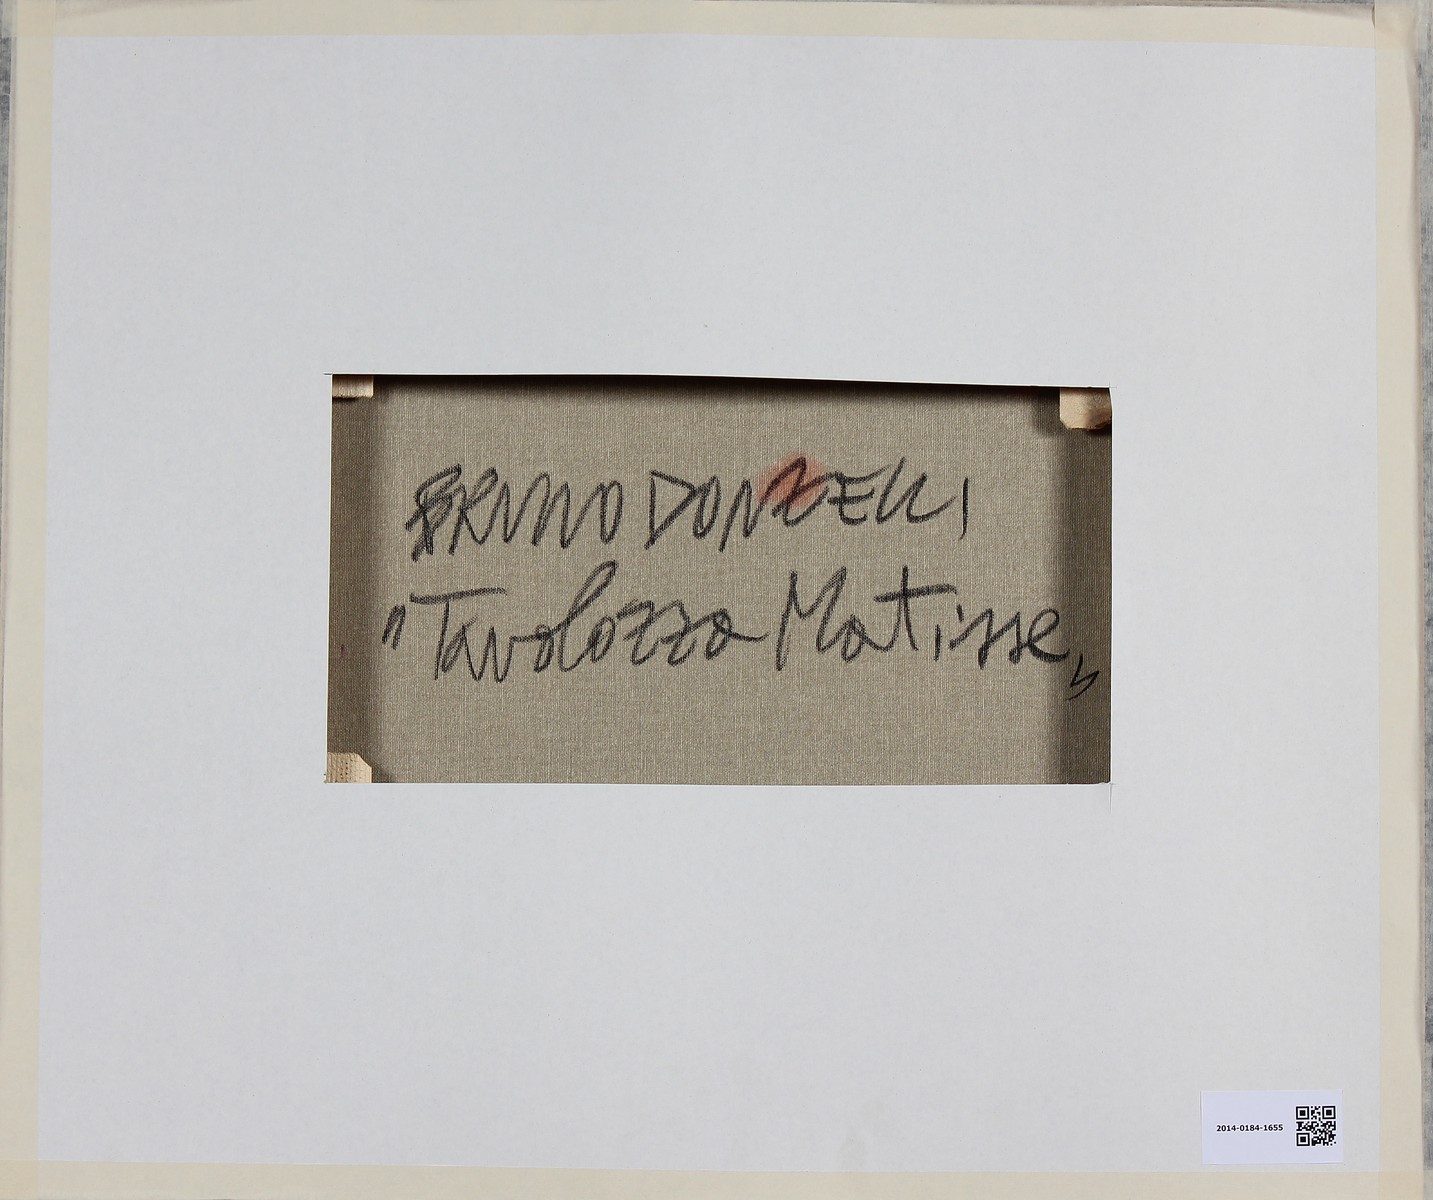 BRUNO DONZELLI
"Tavolozza Matisse"
2014-0184-1655